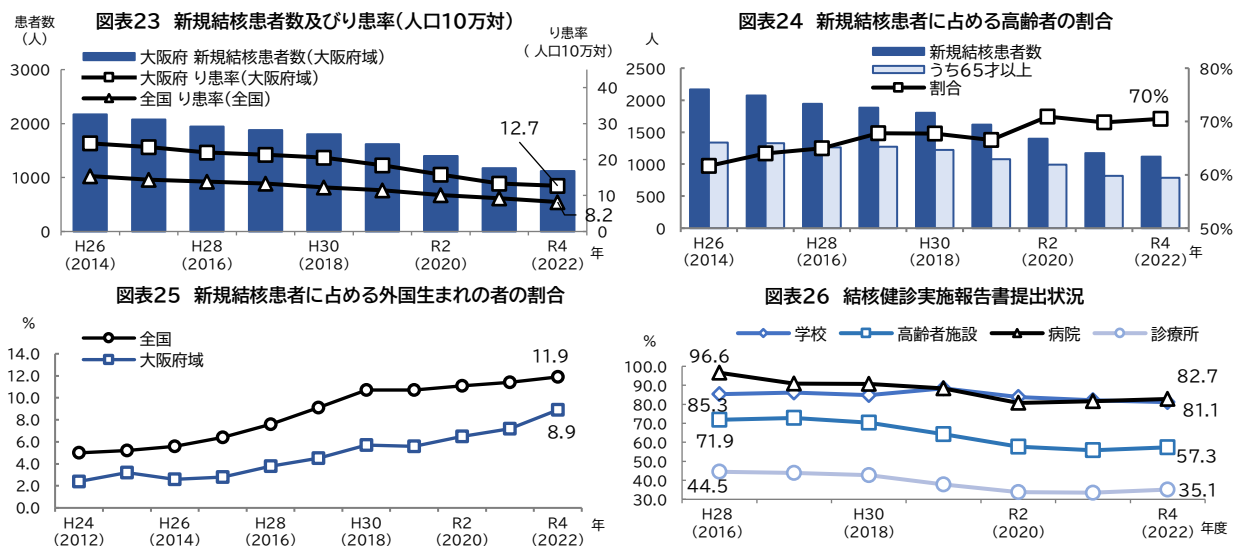 図表23 新規結核患者数及びり患率(人口10万対)
患者数
(人)
り患率
( 人口10万対)
大阪府 新規結核患者数(大阪府域)
大阪府 り患率(大阪府域)
全国 り患率(全国)
3000
2000
1000
0
40
30
20
10
0
12.7
8.2
H26 H28 H30 R2 R4
(2014) (2016) (2018) (2020) (2022)
年
図表24 新規結核患者に占める高齢者の割合
人
新規結核患者数
うち65才以上
割合
2500
2000
1500
1000
500
0
80%
70%
60%
50%
70%
H26 H28 H30 R2 R4
(2014) (2016) (2018) (2020) (2022)
年
図表25 新規結核患者に占める外国生まれの者の割合
%
全国
大阪府域
14.0
12.0
10.0
8.0
6.0
4.0
2.0
0.0
11.9
8.9
H24 H26 H28 H30 R2 R4
(2012) (2014) (2016) (2018) (2020) (2022)
年
図表26 結核健診実施報告書提出状況
%
学校 高齢者施設 病院 診療所
100.0
90.0
80.0
70.0
60.0
50.0
40.0
30.0
96.6
85.3
71.9
44.5
82.7
81.1
57.3
35.1
H28 H30 R2 R4
(2016) (2018) (2020) (2022)
年度